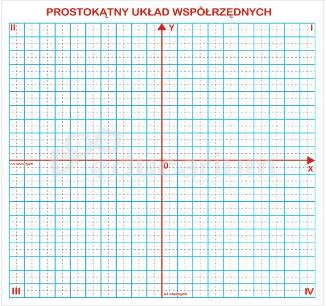 PROSTOKĄTNY UKŁAD WSPÓŁRZĘDNYCH
II Y I
0
X
III IV